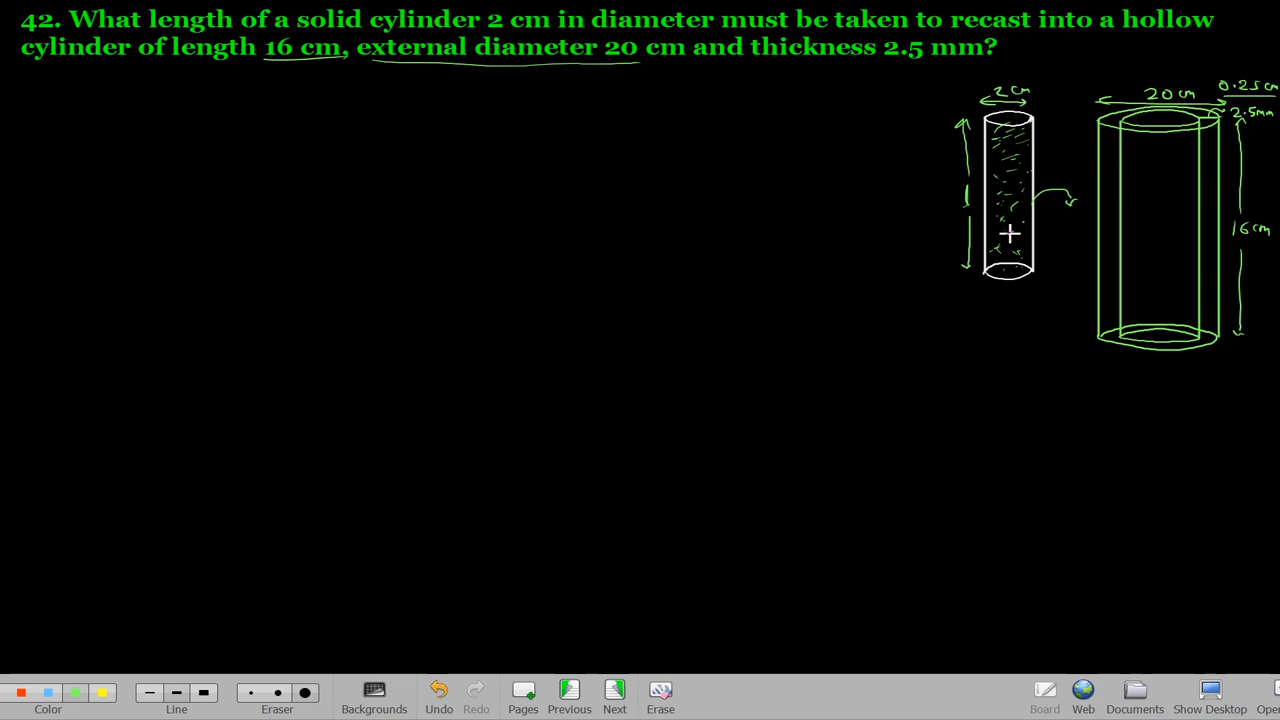 42. What length of a solid cylinder 2 cm in diameter must be taken to recast into a hollow
cylinder of length 16 cm, external diameter 20 cm and thickness 2.5 mm?
2 cm
20 cm
0.25 cm
2.5mm
16 cm
Color
Line
Eraser
Backgrounds
Undo
Redo
Pages
Previous
Next
Erase
Board
Web
Documents
Show Desktop
Open